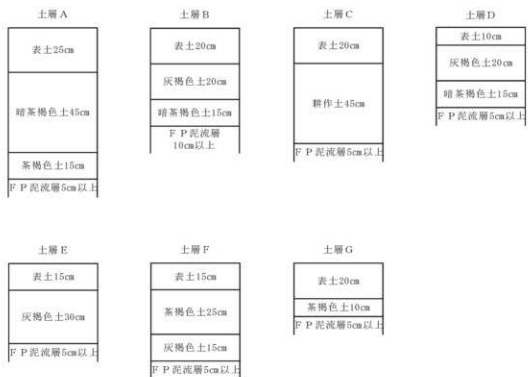 土層A
表土25cm
暗茶褐色土45cm
茶褐色土15cm
FP泥流層5cm以上
土層B
表土20cm
灰褐色土20cm
暗茶褐色土15cm
FP泥流層
10cm以上
土層C
表土20cm
耕作土45cm
FP泥流層5cm以上
土層D
表土10cm
灰褐色土20cm
暗茶褐色土15cm
FP泥流層5cm以上
土層E
表土15cm
灰褐色土30cm
FP泥流層5cm以上
土層F
表土15cm
茶褐色土25cm
灰褐色土15cm
FP泥流層5cm以上
土層G
表土20cm
茶褐色土10cm
FP泥流層5cm以上